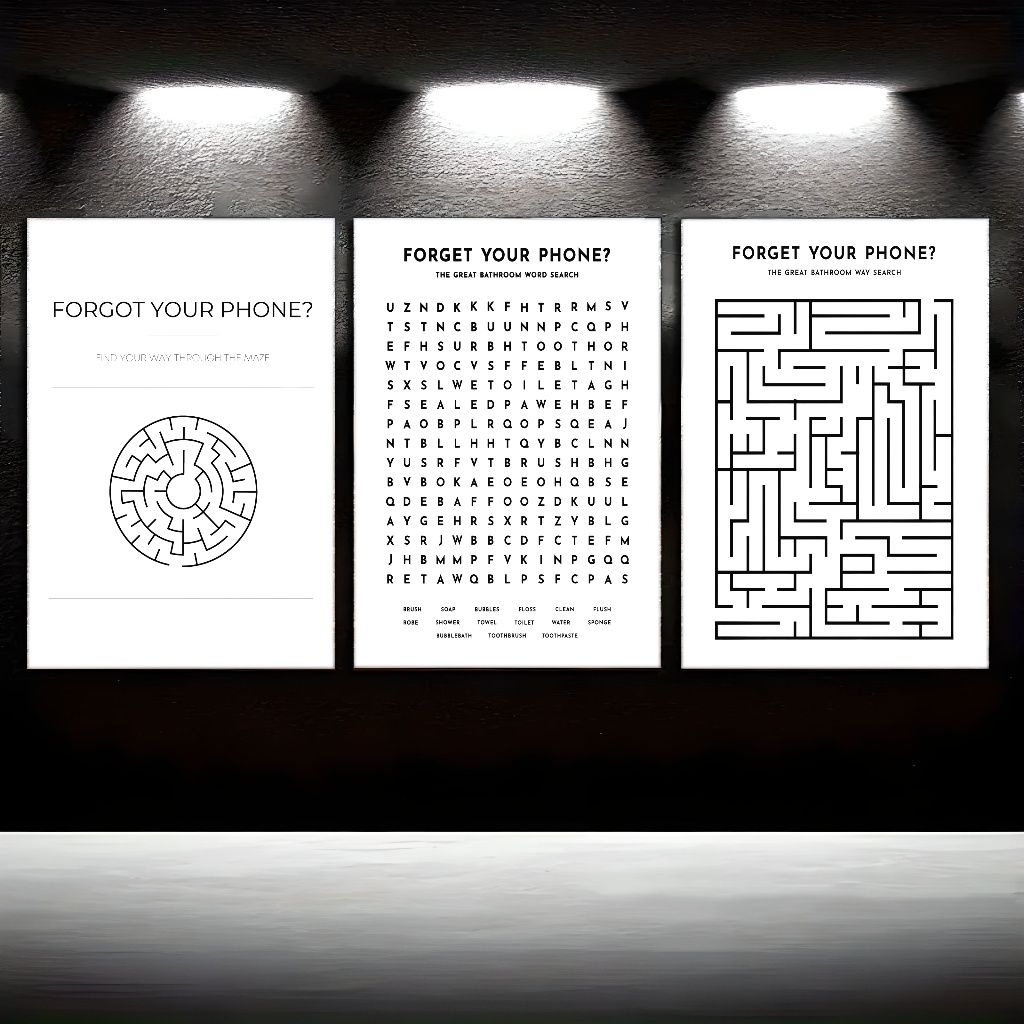 FORGOT YOUR PHONE?
FIND YOUR WAY THROUGH THE MAZE
FORGET YOUR PHONE?
THE GREAT BATHROOM WORD SEARCH
U Z N D K K K F H T R R M S V
T S T N C B U U N N P C Q P H
E F H S U R B H T O O T H O R
W T V O C V S F F E B L T N I
S X S L W E T O I L E T A G H
F S E A L E D P A W E H B E F
P A O B P L R Q O P S Q E A J
N T B L L H H T Q Y B C L N N
Y U S R F V T B R U S H B H G
B V B O K A E O E O H Q B S E
Q D E B A F F O O Z D K U U L
A Y G E H R S X R T Z Y B L G
X S R J W B B C D F C T E F M
J H B M M P F V K I N P G Q Q
R E T A W Q B L P S F C P A S
BRUSH SOAP BUBBLES FLOSS CLEAN FLUSH
ROBE SHOWER TOWEL TOILET WATER SPONGE
BUBBLEBATH TOOTHBRUSH TOOTHPASTE
FORGET YOUR PHONE?
THE GREAT BATHROOM WAY SEARCH